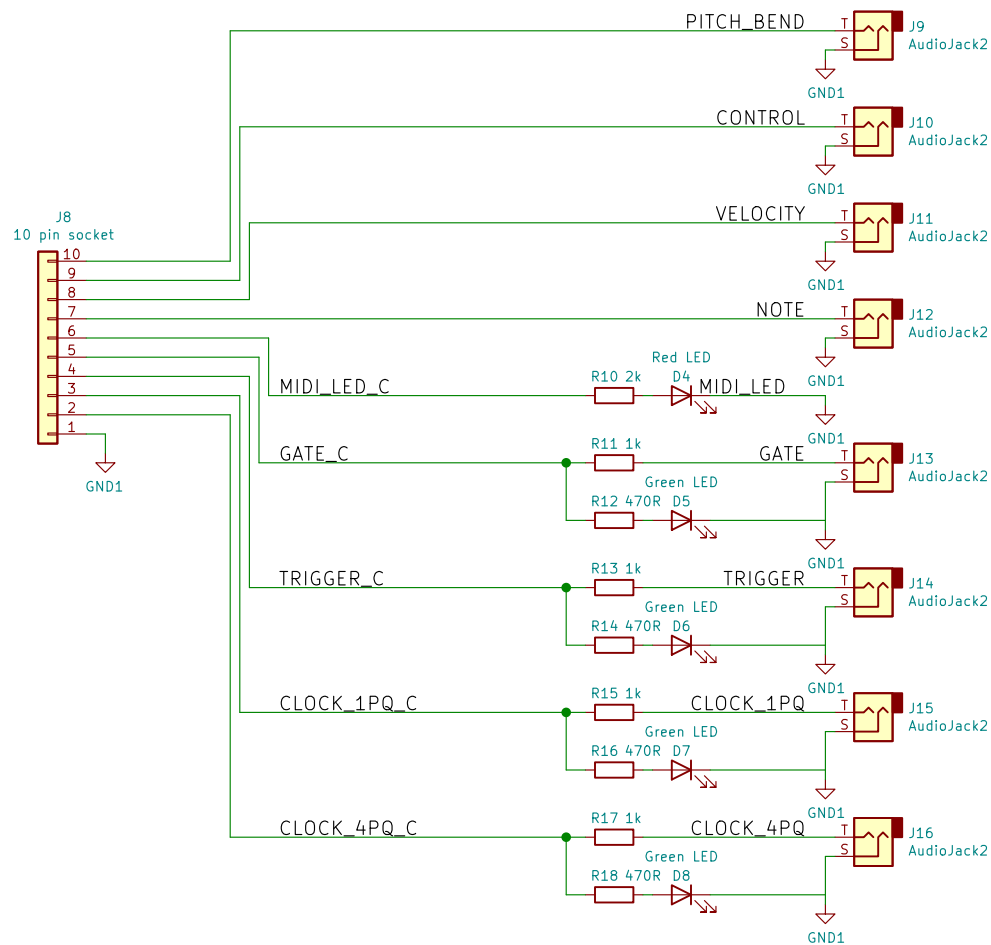 PITCH_BEND
T
S
J9
AudioJack2
GND1
CONTROL
T
S
J10
AudioJack2
GND1
VELOCITY
T
S
J11
AudioJack2
GND1
J8
10 pin socket
10
9
8
7
6
5
4
3
2
1
GND1
NOTE
T
S
J12
AudioJack2
GND1
MIDI_LED_C
R10 2k
Red LED
D4
MIDI_LED
GND1
GATE_C
R11 1k
GATE
T
S
J13
AudioJack2
Green LED
R12 470R D5
GND1
TRIGGER_C
R13 1k
TRIGGER
T
S
J14
AudioJack2
Green LED
R14 470R D6
GND1
CLOCK_1PQ_C
R15 1k
CLOCK_1PQ
T
S
J15
AudioJack2
Green LED
R16 470R D7
GND1
CLOCK_4PQ_C
R17 1k
CLOCK_4PQ
T
S
J16
AudioJack2
Green LED
R18 470R D8
GND1